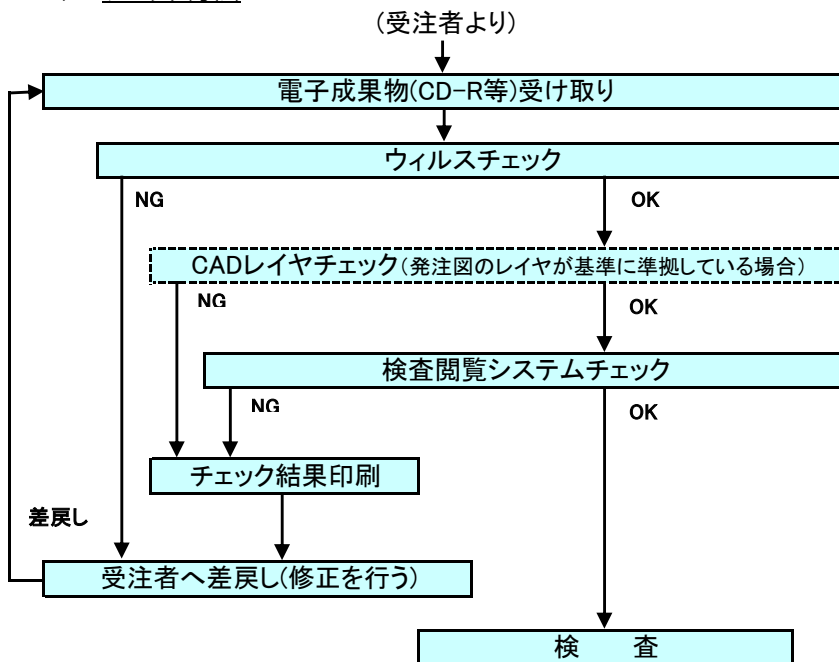 (受注者より)
電子成果物(CD-R等)受け取り
ウィルスチェック
NG
OK
CADレイヤチェック(発注図のレイヤが基準に準拠している場合)
NG
OK
検査閲覧システムチェック
NG
OK
チェック結果印刷
差戻し
受注者へ差戻し(修正を行う)
検　　査